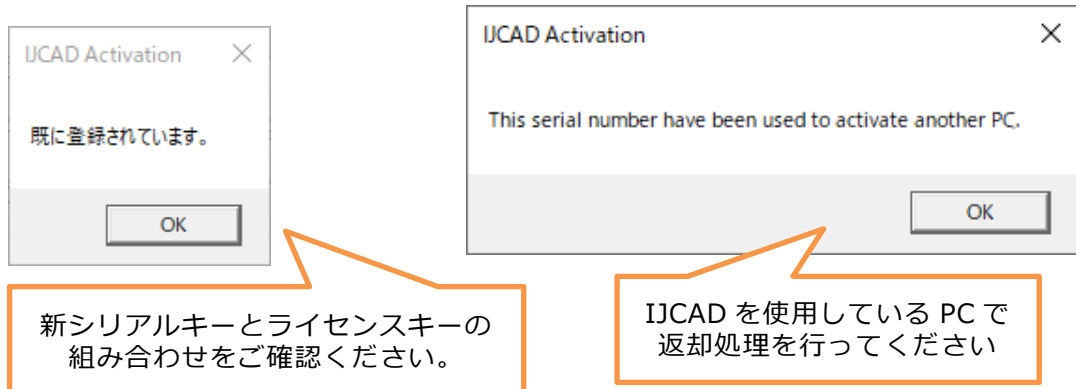 IJCAD Activation
既に登録されています。
OK
新シリアルキーとライセンスキーの
組み合わせをご確認ください。
IJCAD Activation
This serial number have been used to activate another PC.
OK
IJCAD を使用している PC で
返却処理を行ってください